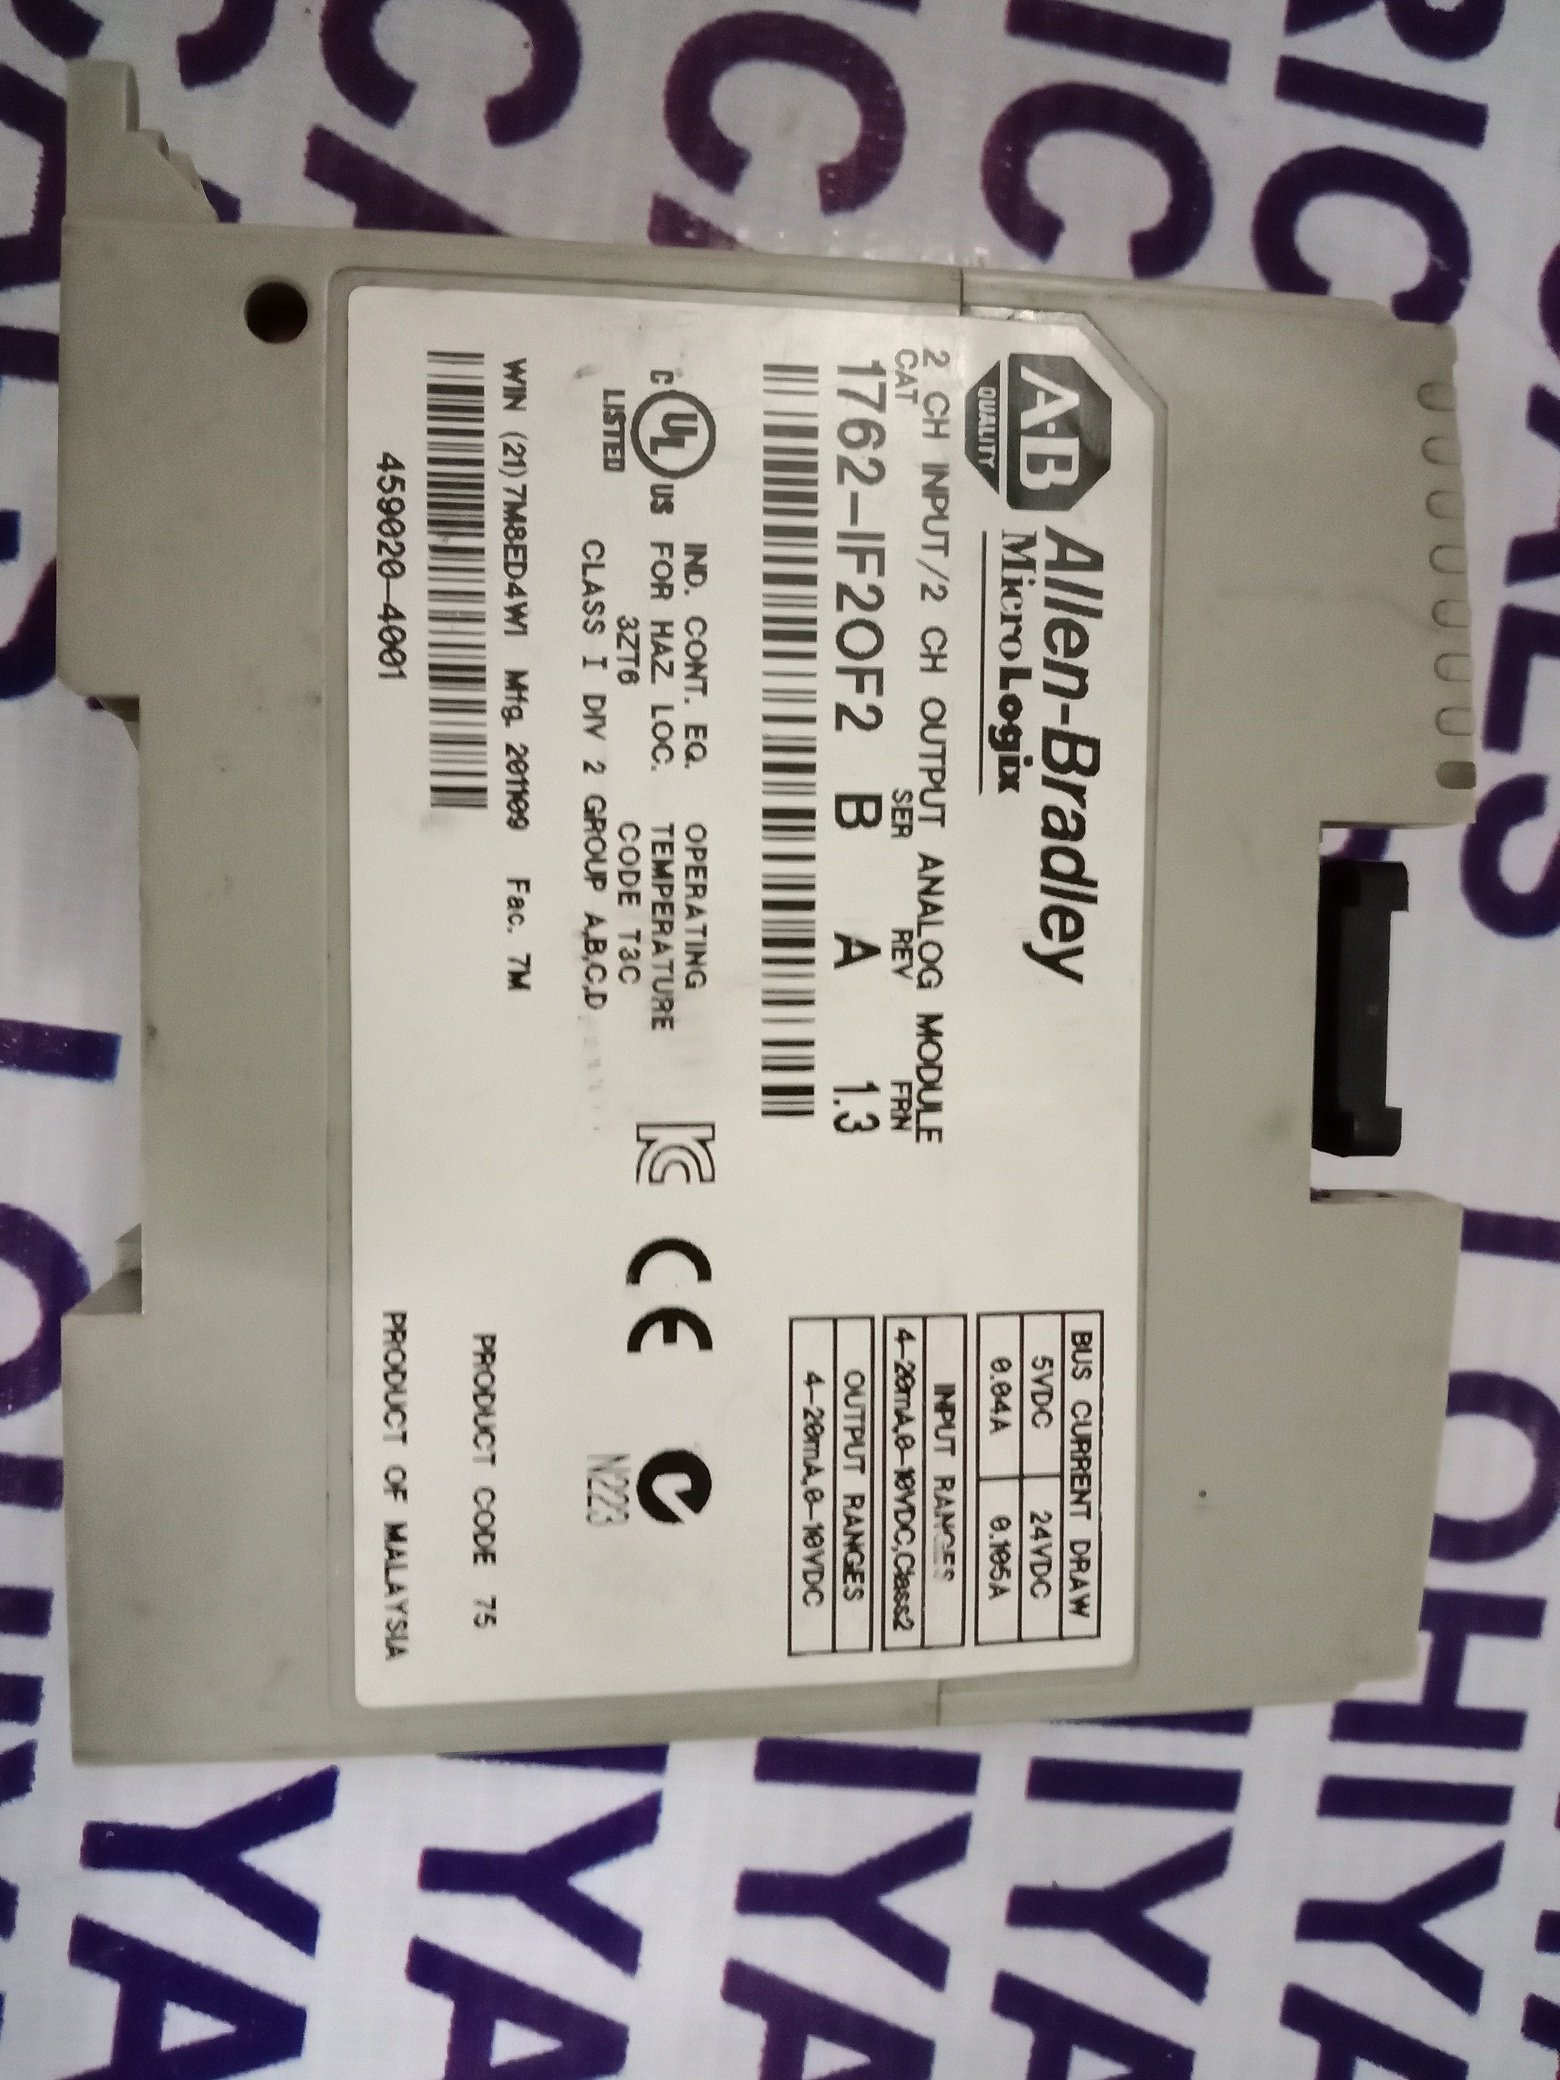 A·B
QUALITY
Allen-Bradley
MicroLogix
2 CH INPUT/2 CH OUTPUT ANALOG MODULE
CAT SER REV FRN
1762-IF2OF2 B A 1.3
BUS CURRENT DRAW
5VDC 24VDC
0.04A 0.105A
INPUT RANGES
4-20mA,0-10VDC,Class2
OUTPUT RANGES
4-20mA,0-10VDC
C UL US
LISTED
IND. CONT. EQ.
FOR HAZ. LOC.
3ZT6
OPERATING
TEMPERATURE
CODE T3C
CLASS I DIV 2 GROUP A,B,C,D
CE
N223
WIN (21)7M8ED4W1 Mfg. 201109 Fac. 7M
PRODUCT CODE 75
459020-4001
PRODUCT OF MALAYSIA